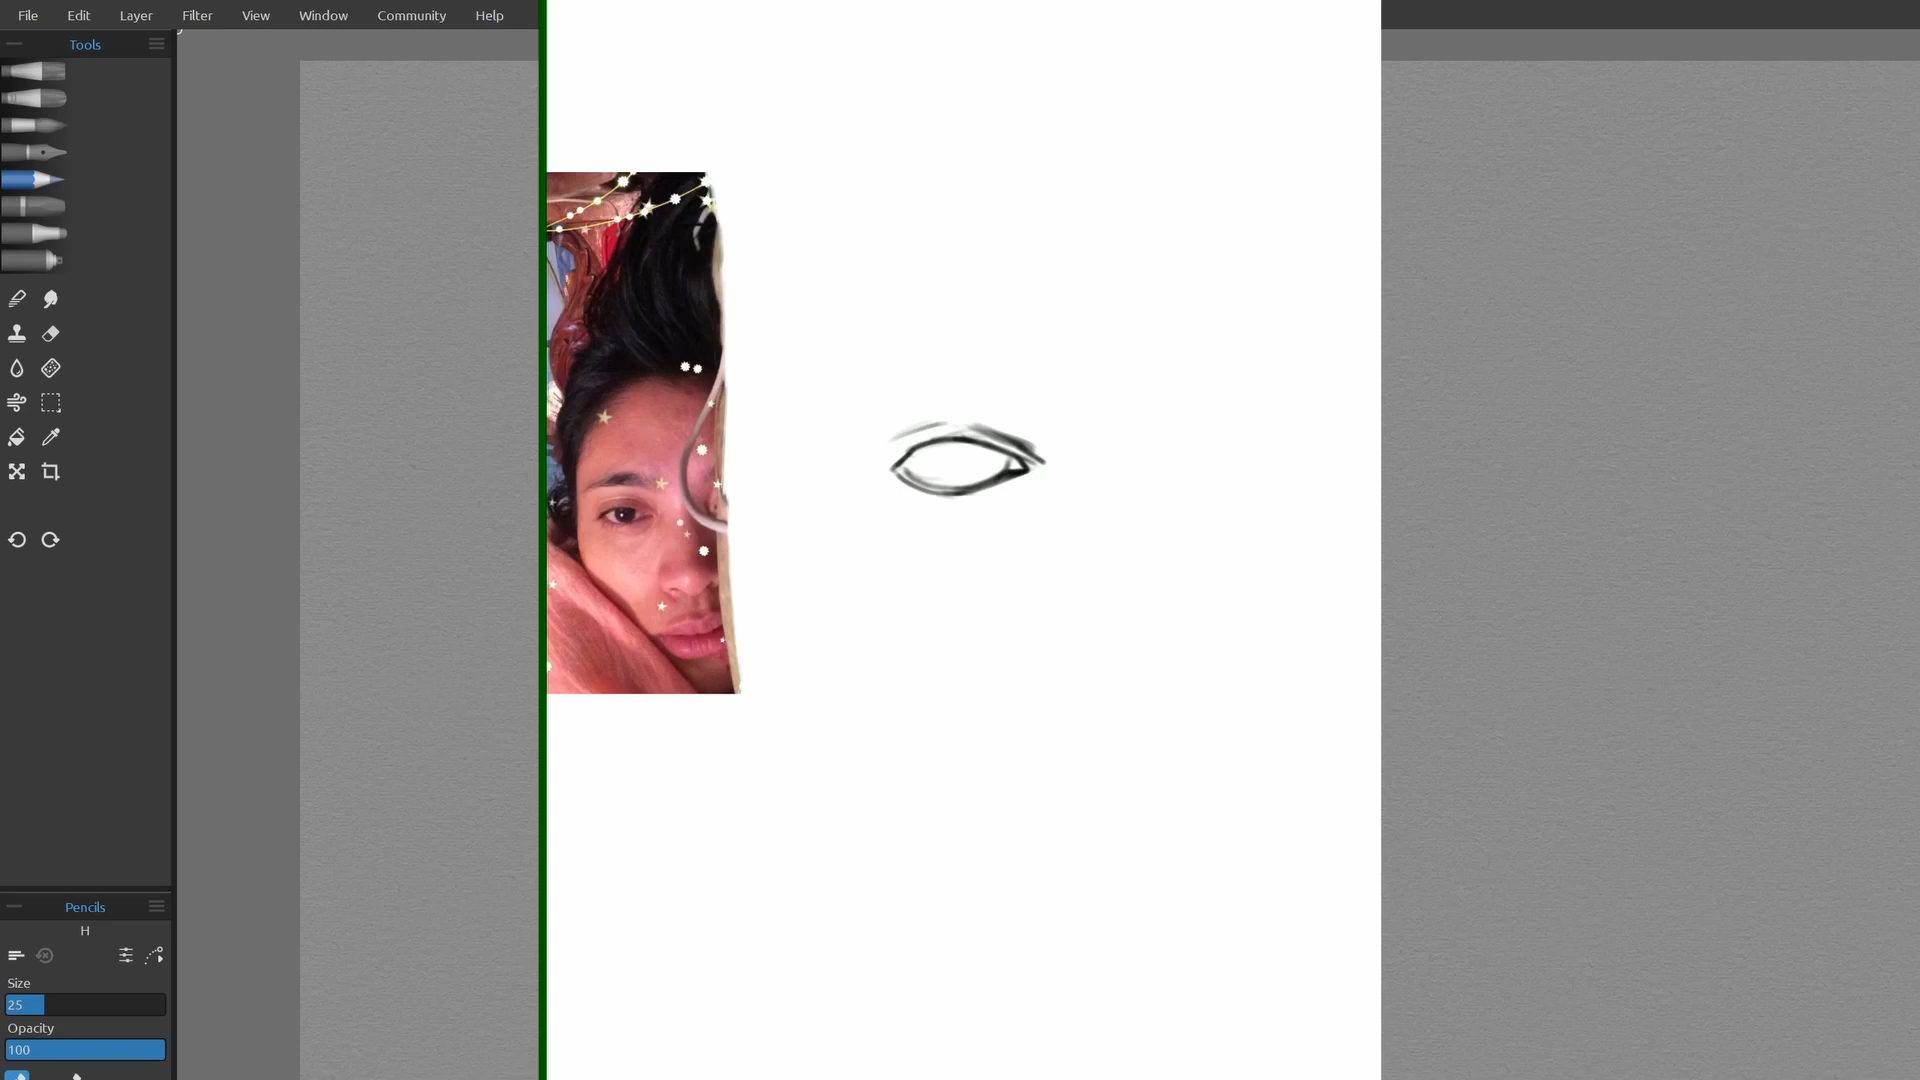 File Edit Layer Filter View Window Community Help
Tools
Pencils
H
Size
25
Opacity
100